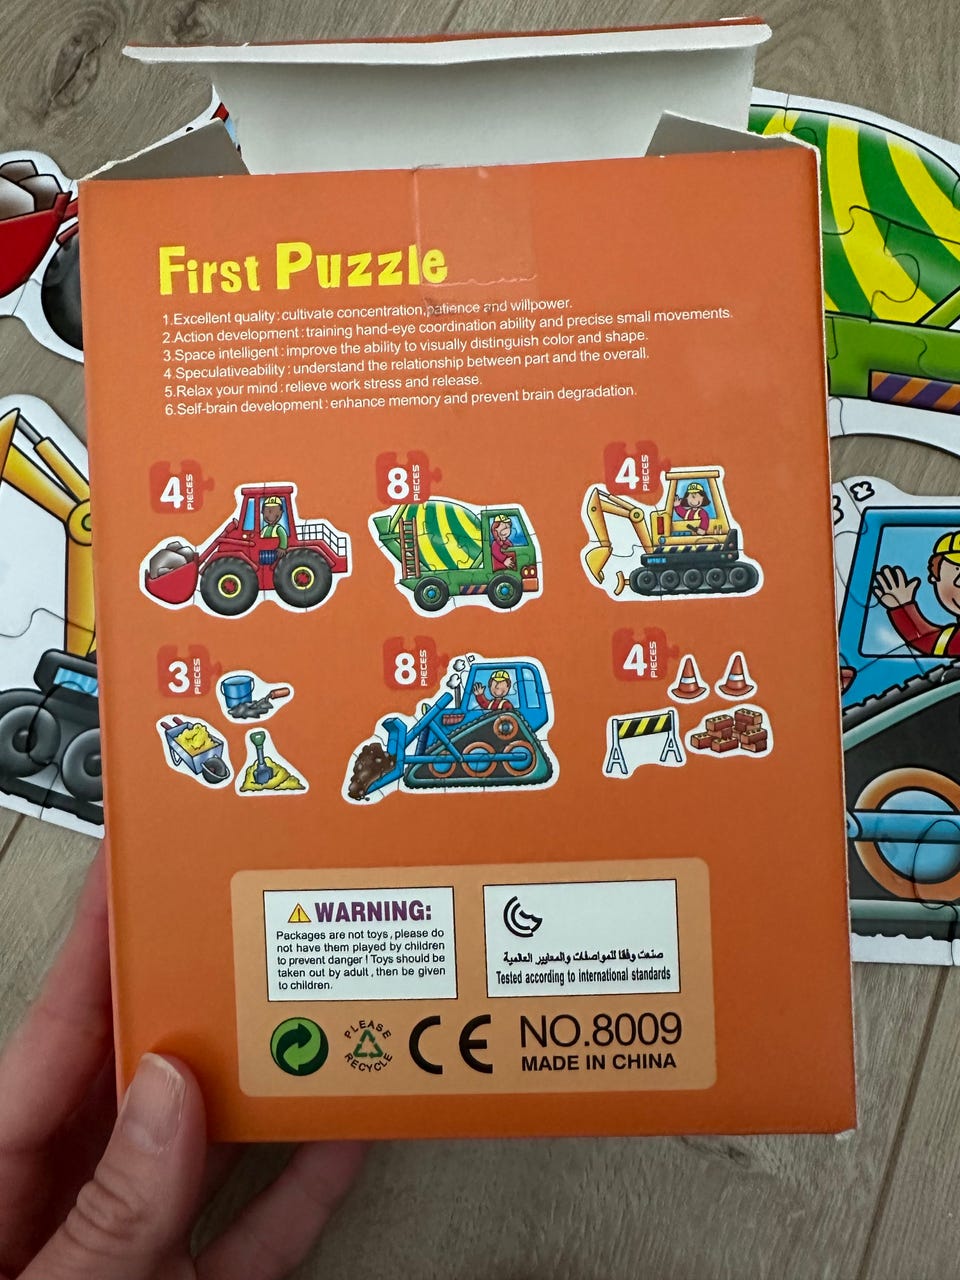 First Puzzle
1.Excellent quality:cultivate concentration,patience and willpower.
2.Action development:training hand-eye coordination ability and precise small movements.
3.Space intelligent:improve the ability to visually distinguish color and shape.
4.Speculativeability:understand the relationship between part and the overall.
5.Relax your mind:relieve work stress and release.
6.Self-brain development:enhance memory and prevent brain degradation.
4 PIECES
8 PIECES
4 PIECES
3 PIECES
8 PIECES
4 PIECES
WARNING:
Packages are not toys, please do
not have them played by children
to prevent danger ! Toys should be
taken out by adult, then be given
to children.
صنعت وفقا للمواصفات والمعايير العالمية
Tested according to international standards
PLEASE
RECYCLE
CE
NO.8009
MADE IN CHINA